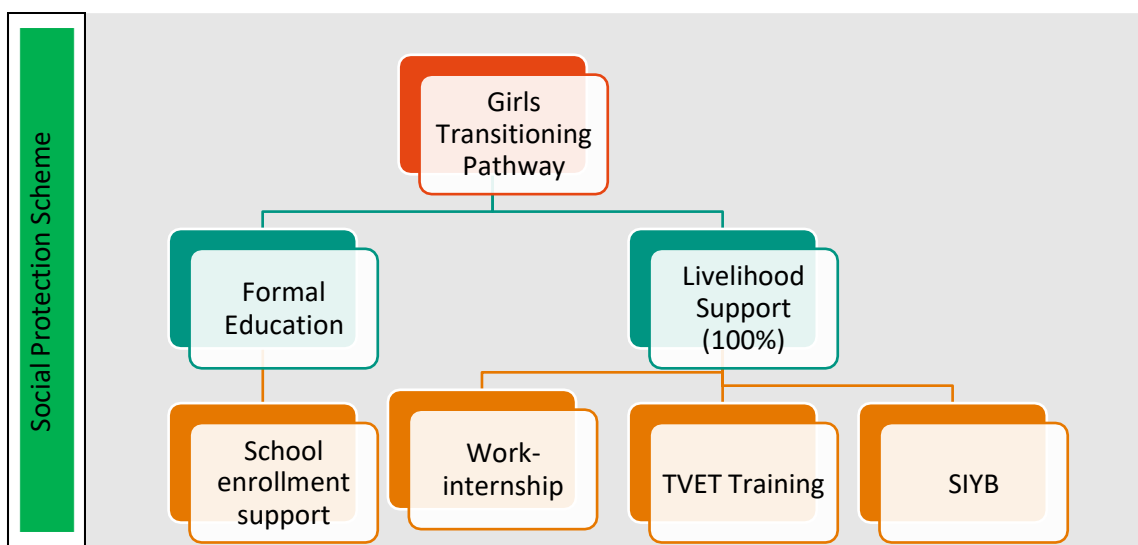 Social Protection Scheme
Girls
Transitioning
Pathway
Formal
Education
Livelihood
Support
(100%)
School
enrollment
support
Work-
internship
TVET Training
SIYB